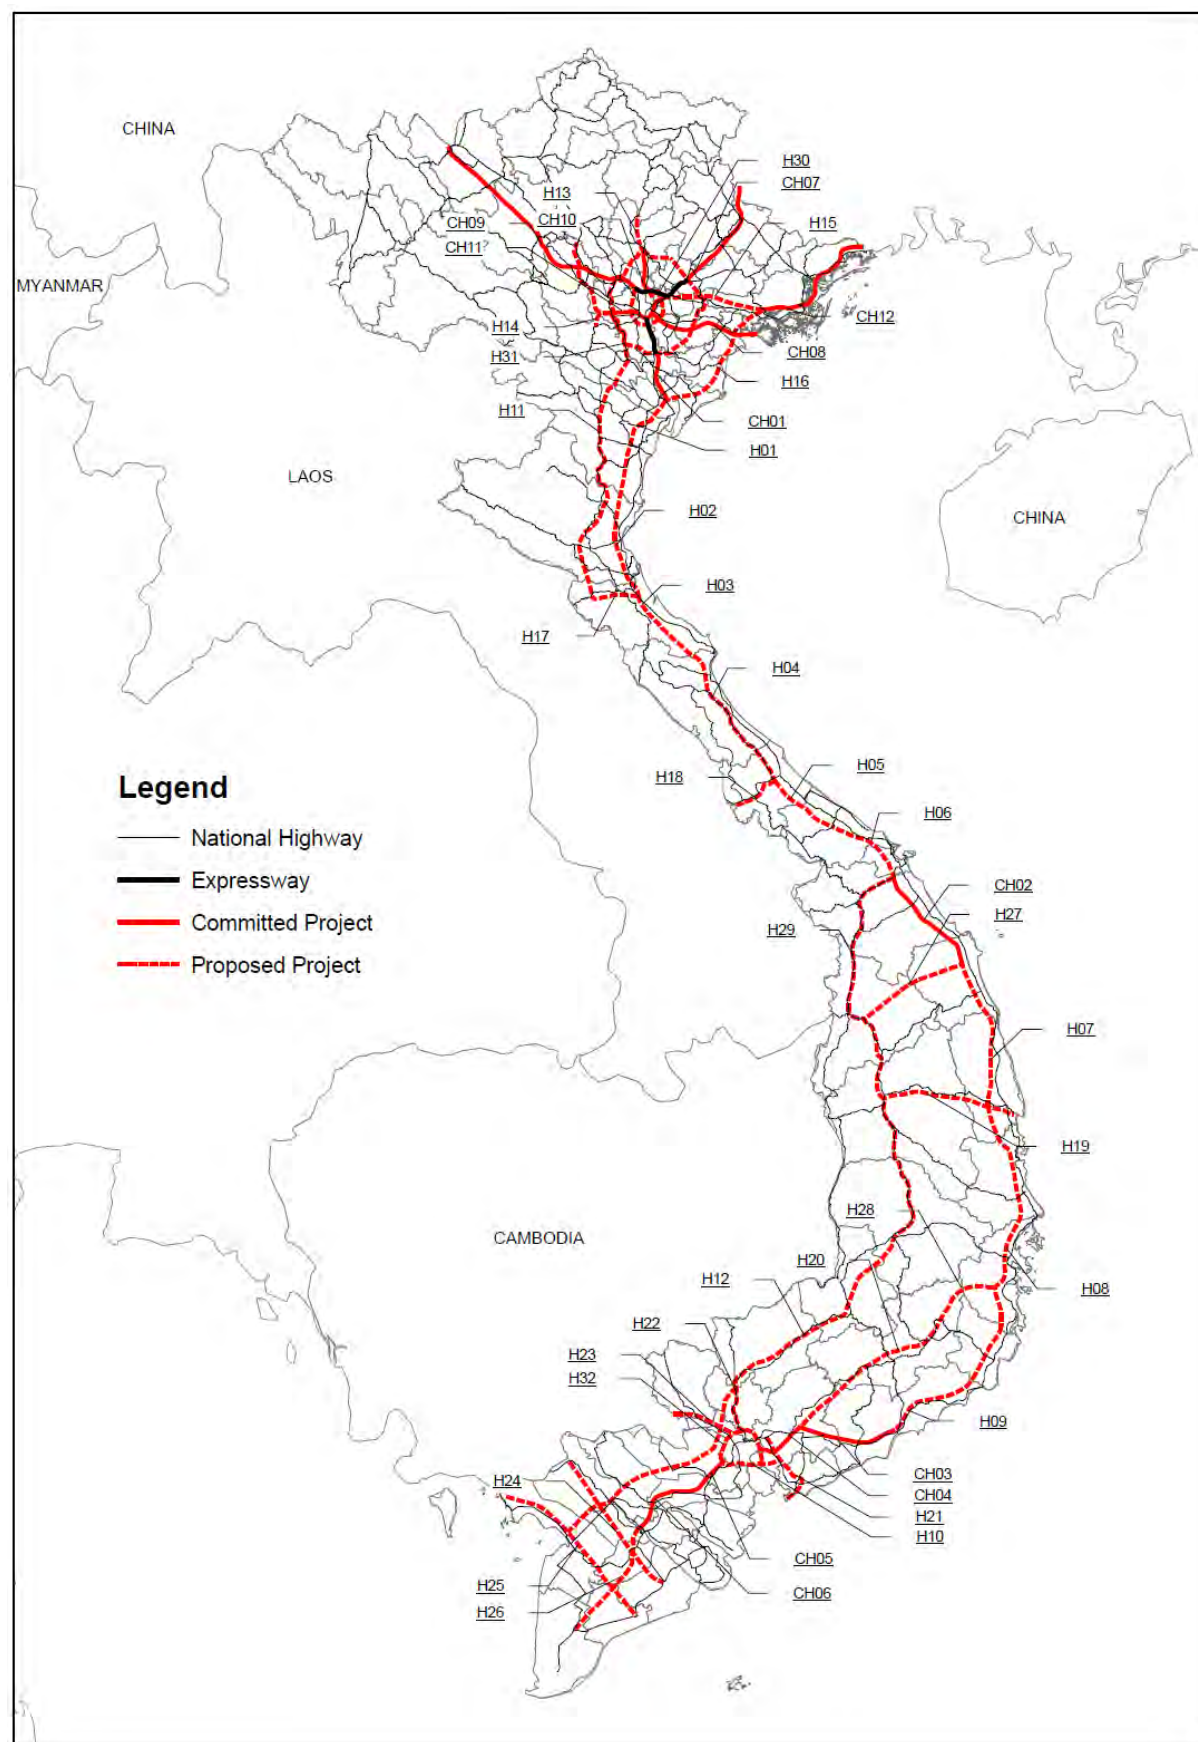 CHINA
H30
CH07
H13
CH09
CH10
H15
CH11
MYANMAR
CH12
H14
H31
CH08
H16
H11
CH01
H01
LAOS
H02
CHINA
H03
H17
H04
H18
H05
H06
Legend
National Highway
Expressway
Committed Project
Proposed Project
CH02
H27
H29
H07
H19
H28
CAMBODIA
H20
H12
H08
H22
H23
H32
H09
CH03
CH04
H24
H21
H10
CH05
H25
CH06
H26